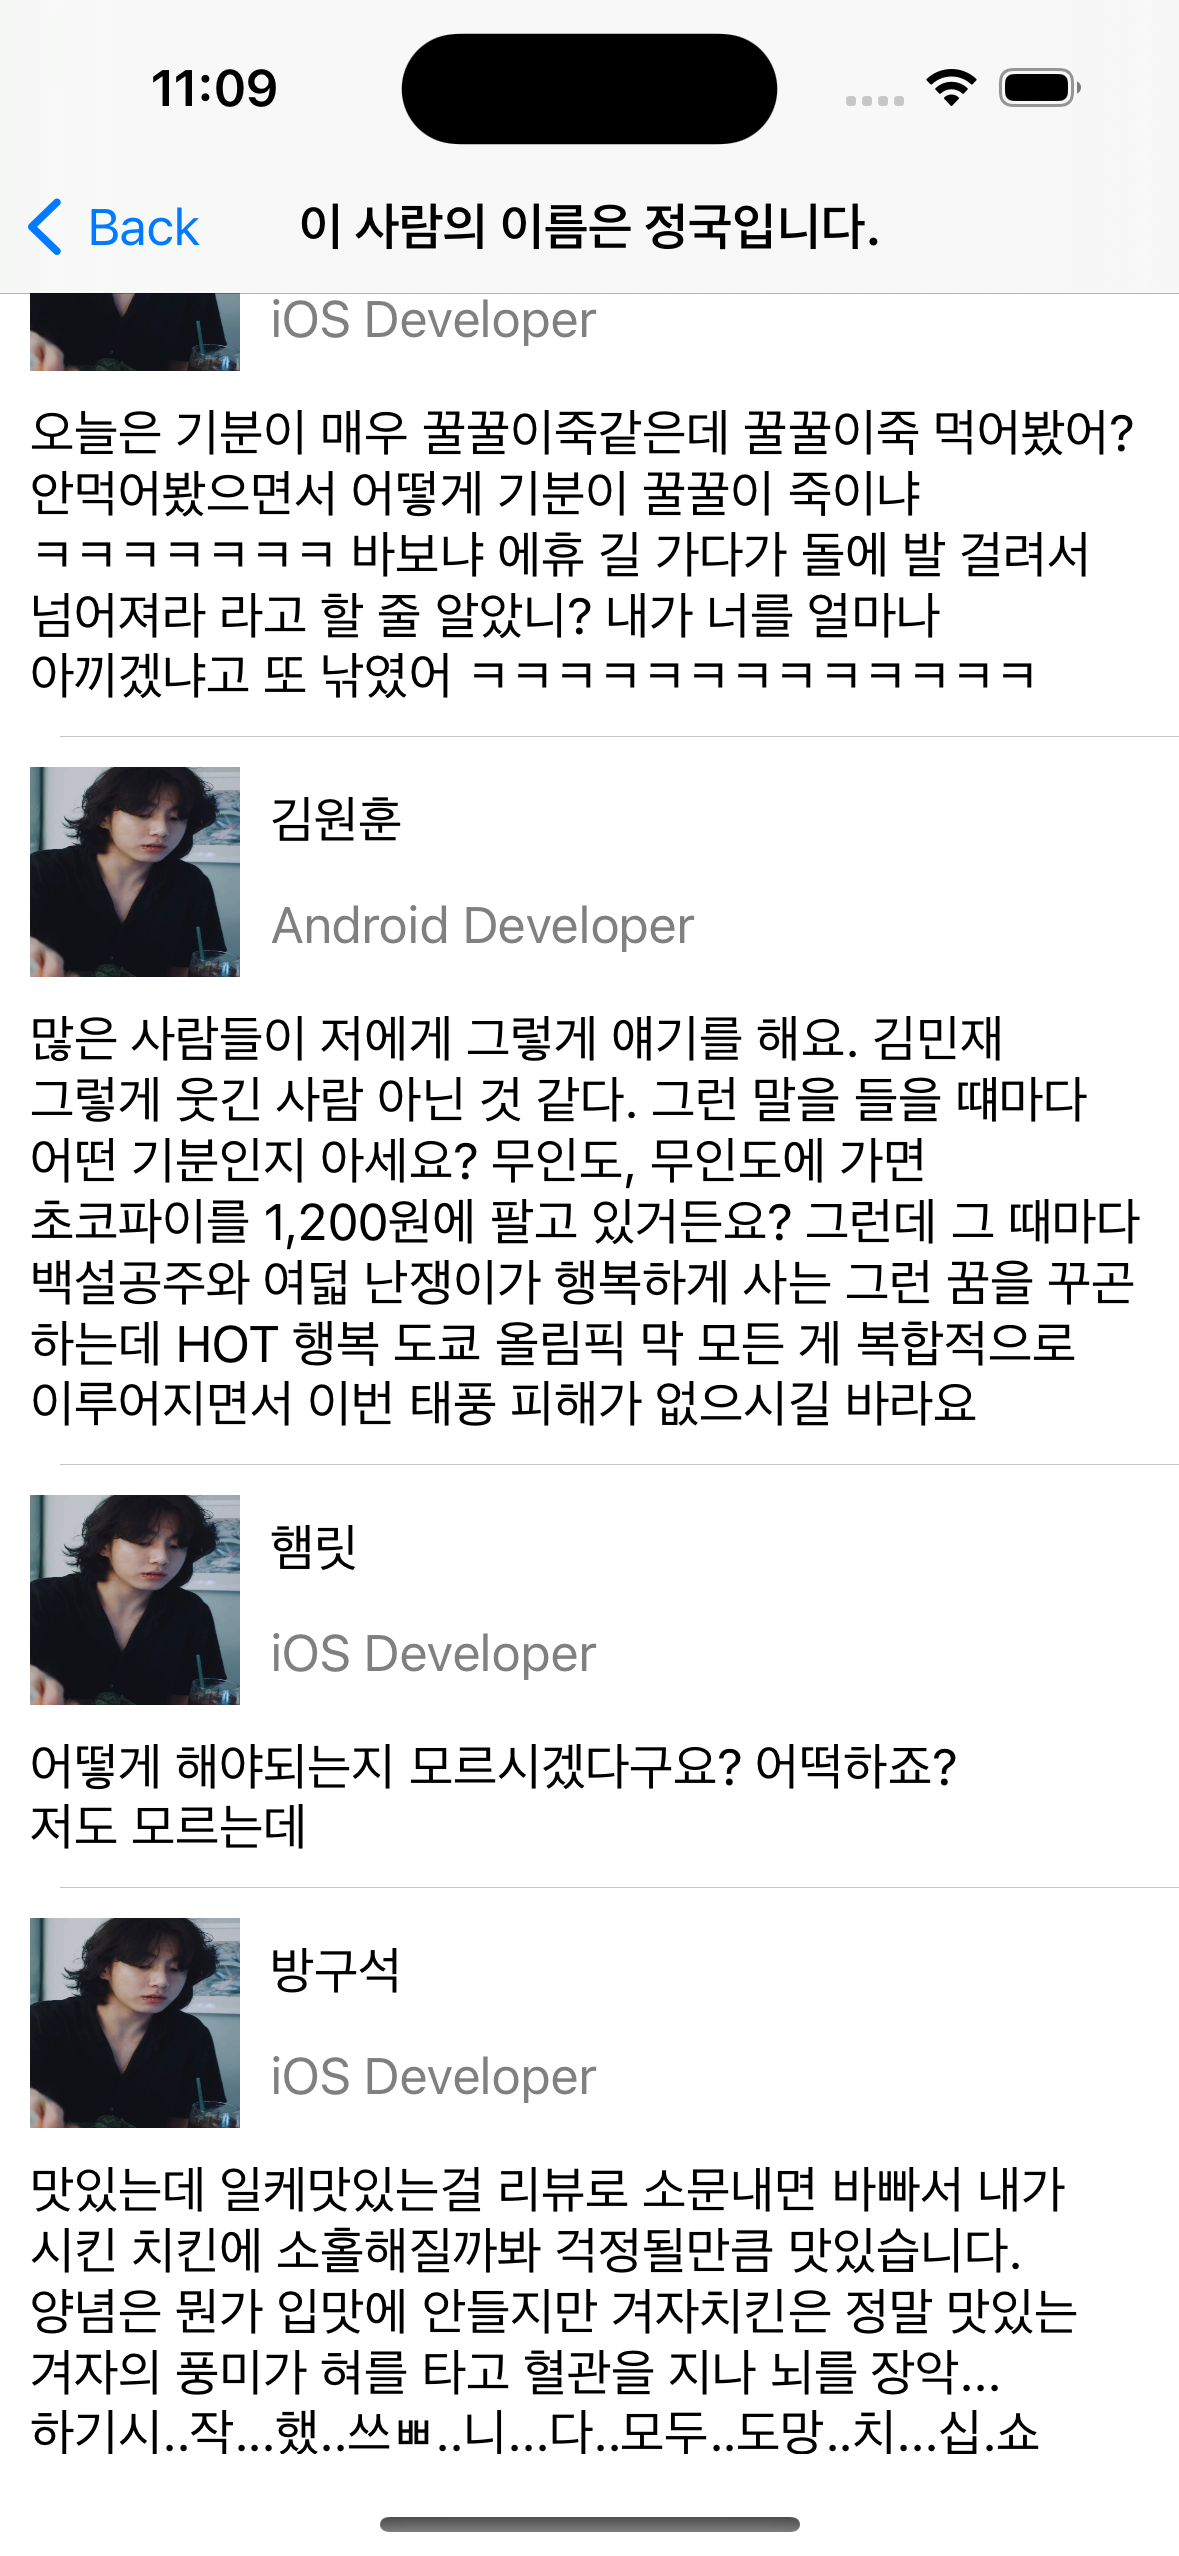 11:09
Back
이 사람의 이름은 정국입니다.
iOS Developer
오늘은 기분이 매우 꿀꿀이죽같은데 꿀꿀이죽 먹어봤어?
안먹어봤으면서 어떻게 기분이 꿀꿀이 죽이냐
ㅋㅋㅋㅋㅋㅋㅋ 바보냐 에휴 길 가다가 돌에 발 걸려서
넘어져라 라고 할 줄 알았니? 내가 너를 얼마나
아끼겠냐고 또 낚였어 ㅋㅋㅋㅋㅋㅋㅋㅋㅋㅋㅋㅋㅋ
김원훈
Android Developer
많은 사람들이 저에게 그렇게 얘기를 해요. 김민재
그렇게 웃긴 사람 아닌 것 같다. 그런 말을 들을 떄마다
어떤 기분인지 아세요? 무인도, 무인도에 가면
초코파이를 1,200원에 팔고 있거든요? 그런데 그 때마다
백설공주와 여덟 난쟁이가 행복하게 사는 그런 꿈을 꾸곤
하는데 HOT 행복 도쿄 올림픽 막 모든 게 복합적으로
이루어지면서 이번 태풍 피해가 없으시길 바라요
햄릿
iOS Developer
어떻게 해야되는지 모르시겠다구요? 어떡하죠?
저도 모르는데
방구석
iOS Developer
맛있는데 일케맛있는걸 리뷰로 소문내면 바빠서 내가
시킨 치킨에 소홀해질까봐 걱정될만큼 맛있습니다.
양념은 뭔가 입맛에 안들지만 겨자치킨은 정말 맛있는
겨자의 풍미가 혀를 타고 혈관을 지나 뇌를 장악...
하기시..작...했..쓰ㅃ..니...다..모두..도망..치...십.쇼